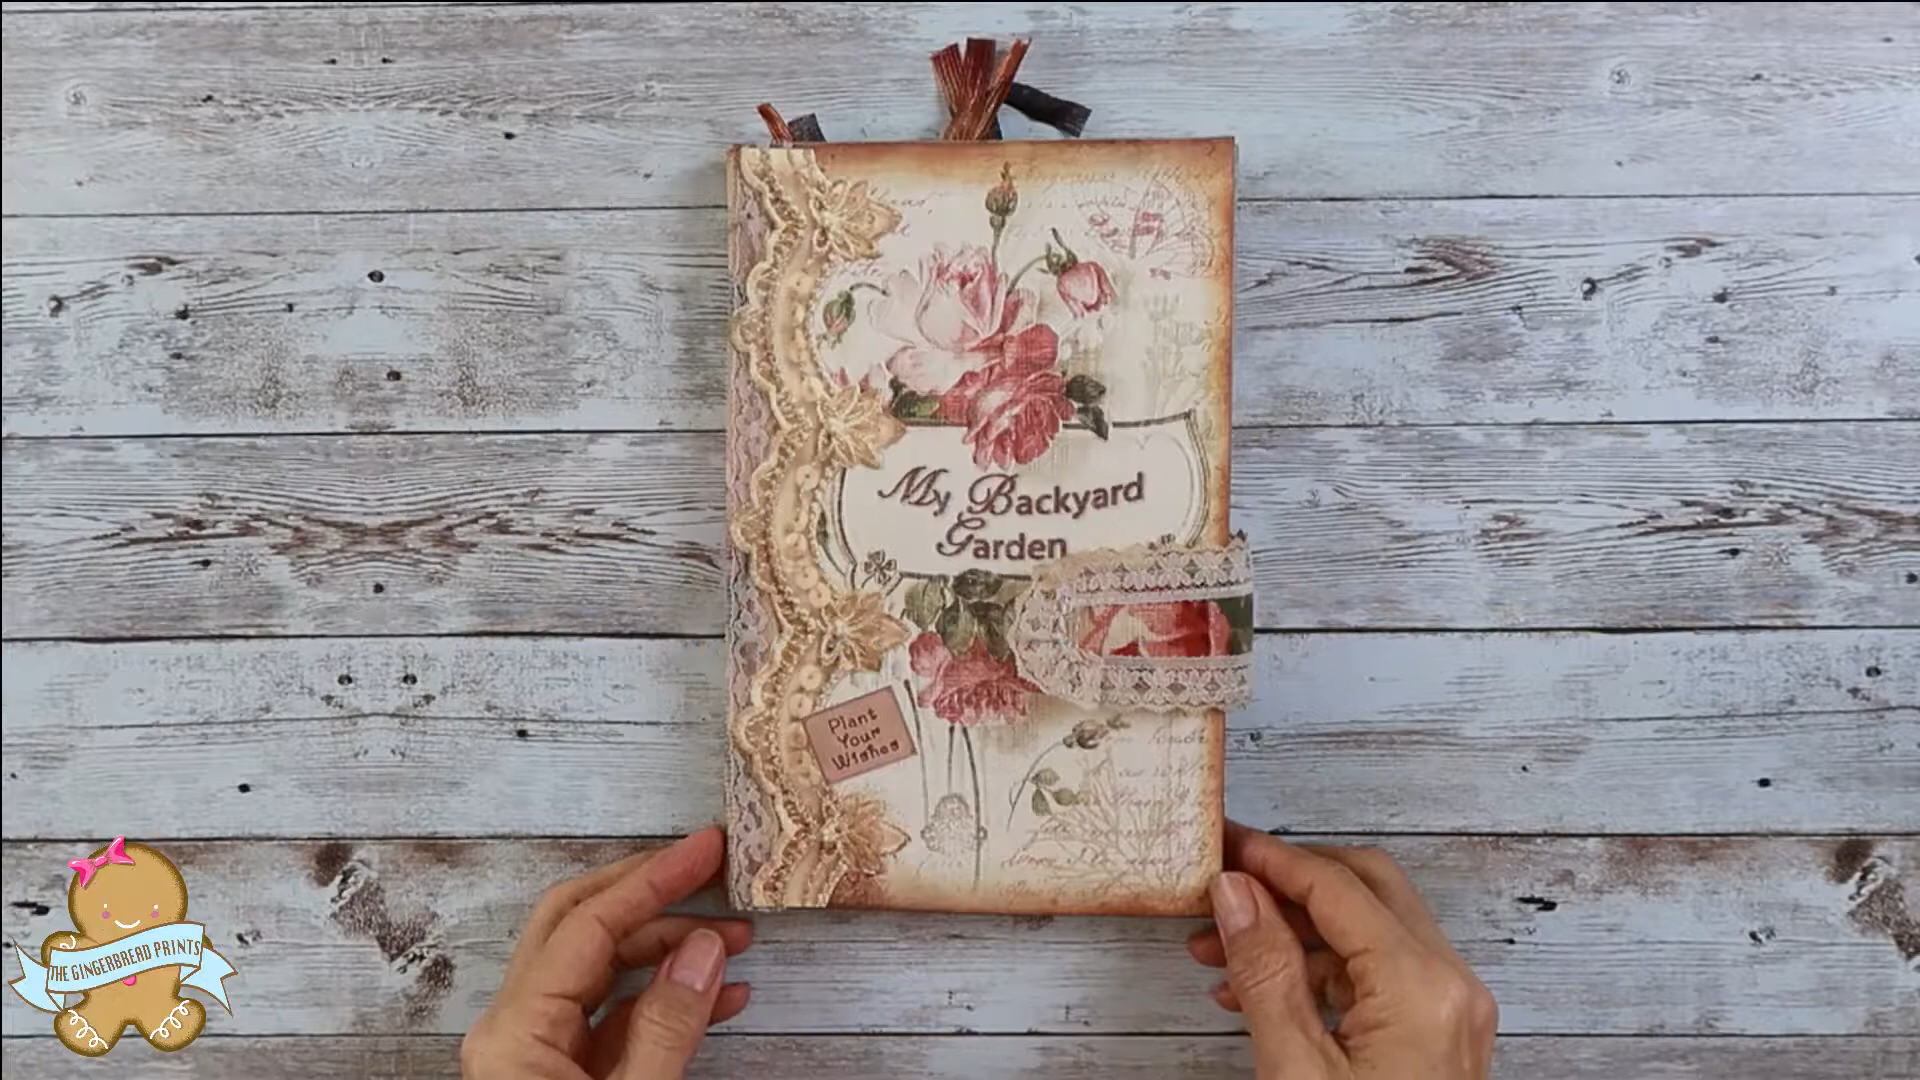 My Backyard
Garden
Plant
Your
Wishes
THE GINGERBREAD PRINTS